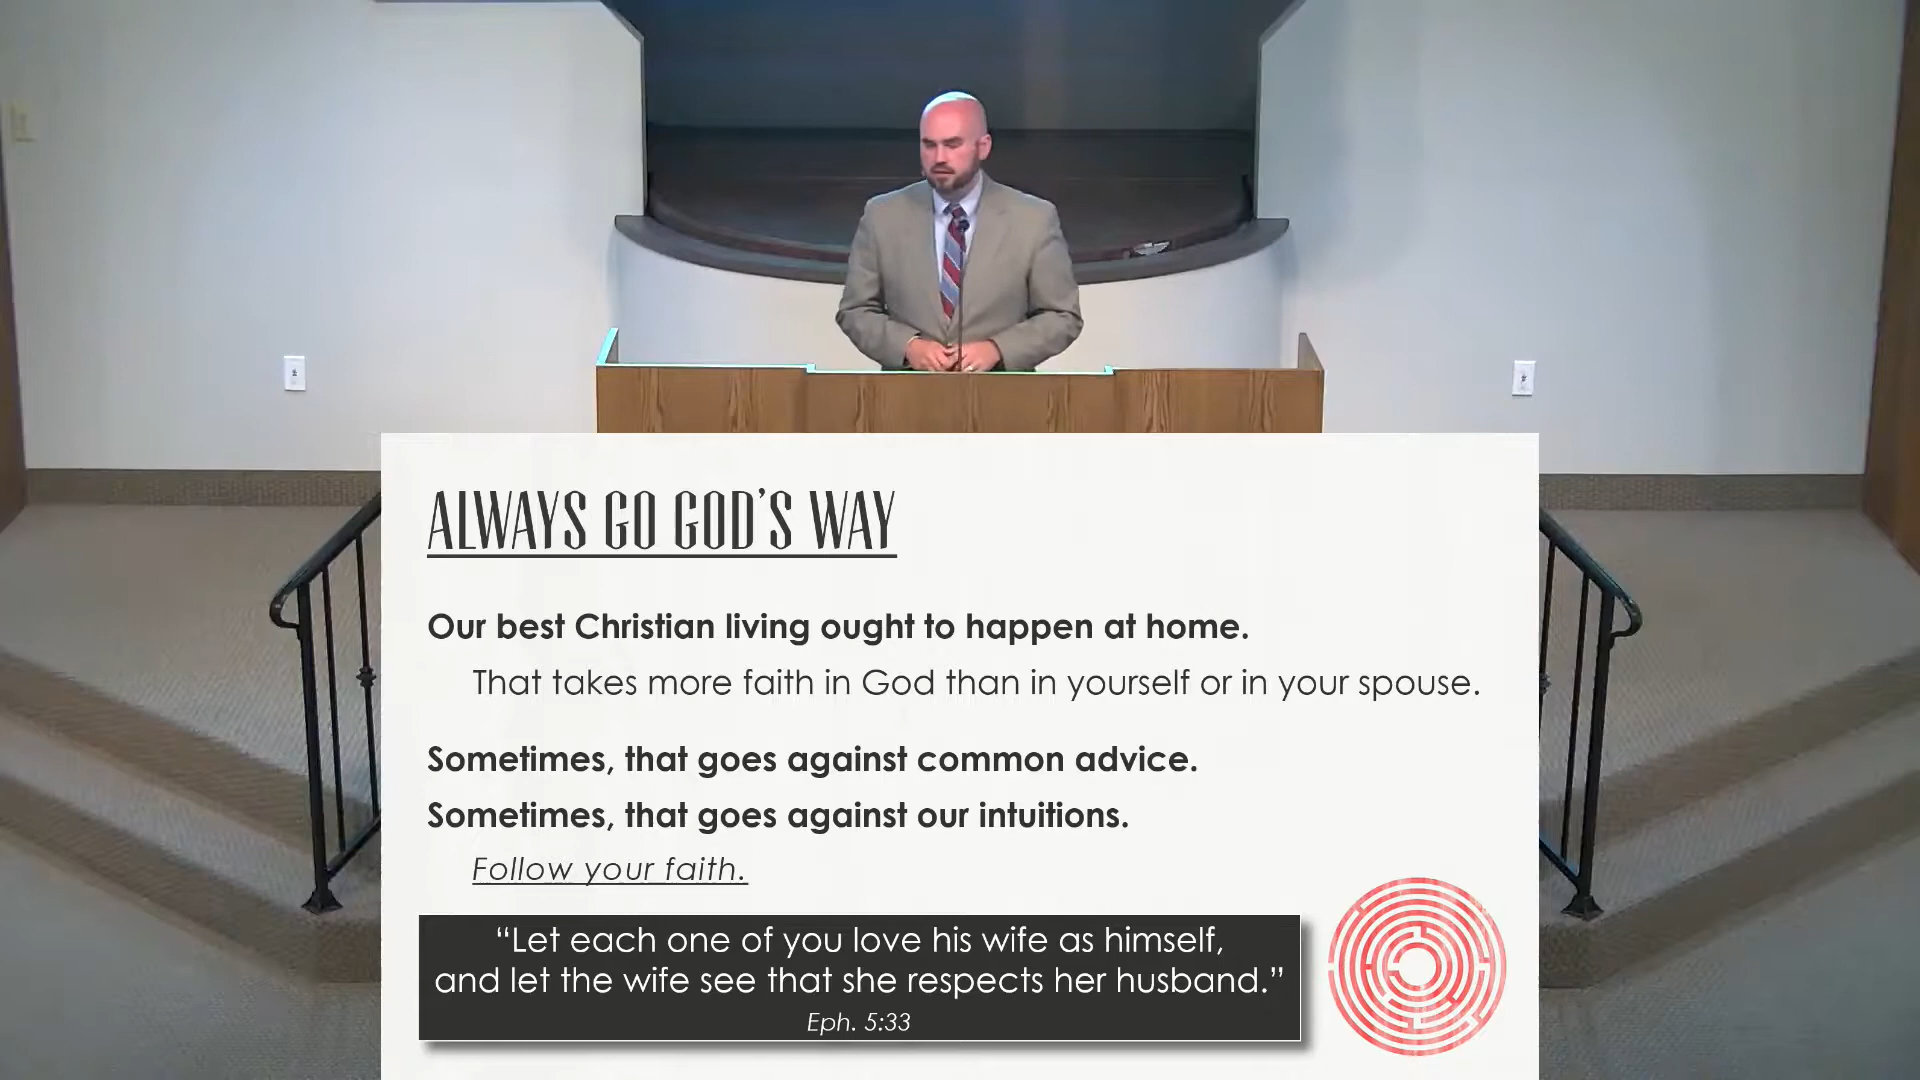 ALWAYS GO GOD'S WAY
Our best Christian living ought to happen at home.
That takes more faith in God than in yourself or in your spouse.
Sometimes, that goes against common advice.
Sometimes, that goes against our intuitions.
Follow your faith.
“Let each one of you love his wife as himself,
and let the wife see that she respects her husband.”
Eph. 5:33